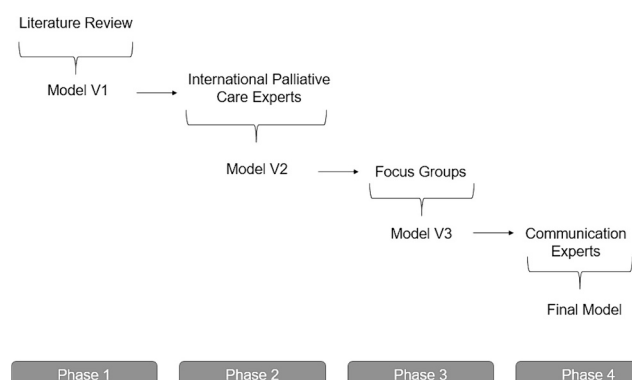 Literature Review
Model V1
International Palliative
Care Experts
Model V2
Focus Groups
Model V3
Communication
Experts
Final Model
Phase 1
Phase 2
Phase 3
Phase 4